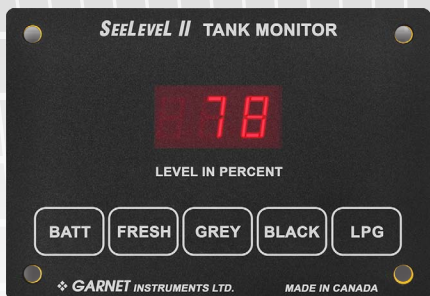 SEELEVEL II TANK MONITOR
78
LEVEL IN PERCENT
BATT FRESH GREY BLACK LPG
❖ GARNET INSTRUMENTS LTD. MADE IN CANADA